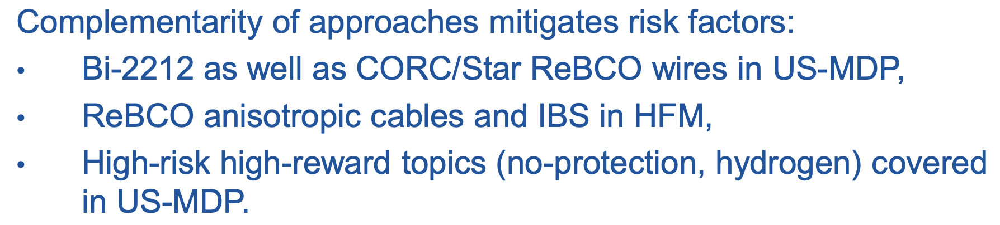 Complementarity of approaches mitigates risk factors:
• Bi-2212 as well as CORC/Star ReBCO wires in US-MDP,
• ReBCO anisotropic cables and IBS in HFM,
• High-risk high-reward topics (no-protection, hydrogen) covered
in US-MDP.